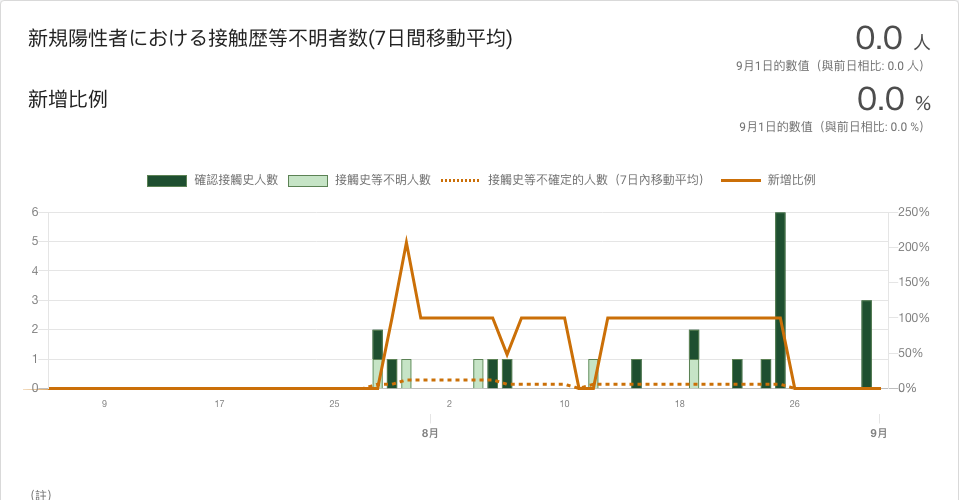 新規陽性者における接触歴等不明者数(7日間移動平均)
0.0 人
9月1日的數值（與前日相比: 0.0 人）
新增比例
0.0 %
9月1日的數值（與前日相比: 0.0 %）
確認接觸史人數 接觸史等不明人數 接觸史等不確定的人數（7日內移動平均） 新增比例
6 250%
5 200%
4 150%
3 100%
2 50%
1 0%
0
9 17 25 2 10 18 26
8月 9月
（註）